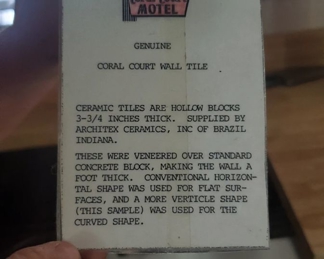 Coral Court
MOTEL
GENUINE
CORAL COURT WALL TILE
CERAMIC TILES ARE HOLLOW BLOCKS
3-3/4 INCHES THICK. SUPPLIED BY
ARCHITEX CERAMICS, INC OF BRAZIL
INDIANA.
THESE WERE VENEERED OVER STANDARD
CONCRETE BLOCK, MAKING THE WALL A
FOOT THICK. CONVENTIONAL HORIZON-
TAL SHAPE WAS USED FOR FLAT SUR-
FACES, AND A MORE VERTICLE SHAPE
(THIS SAMPLE) WAS USED FOR THE
CURVED SHAPE.